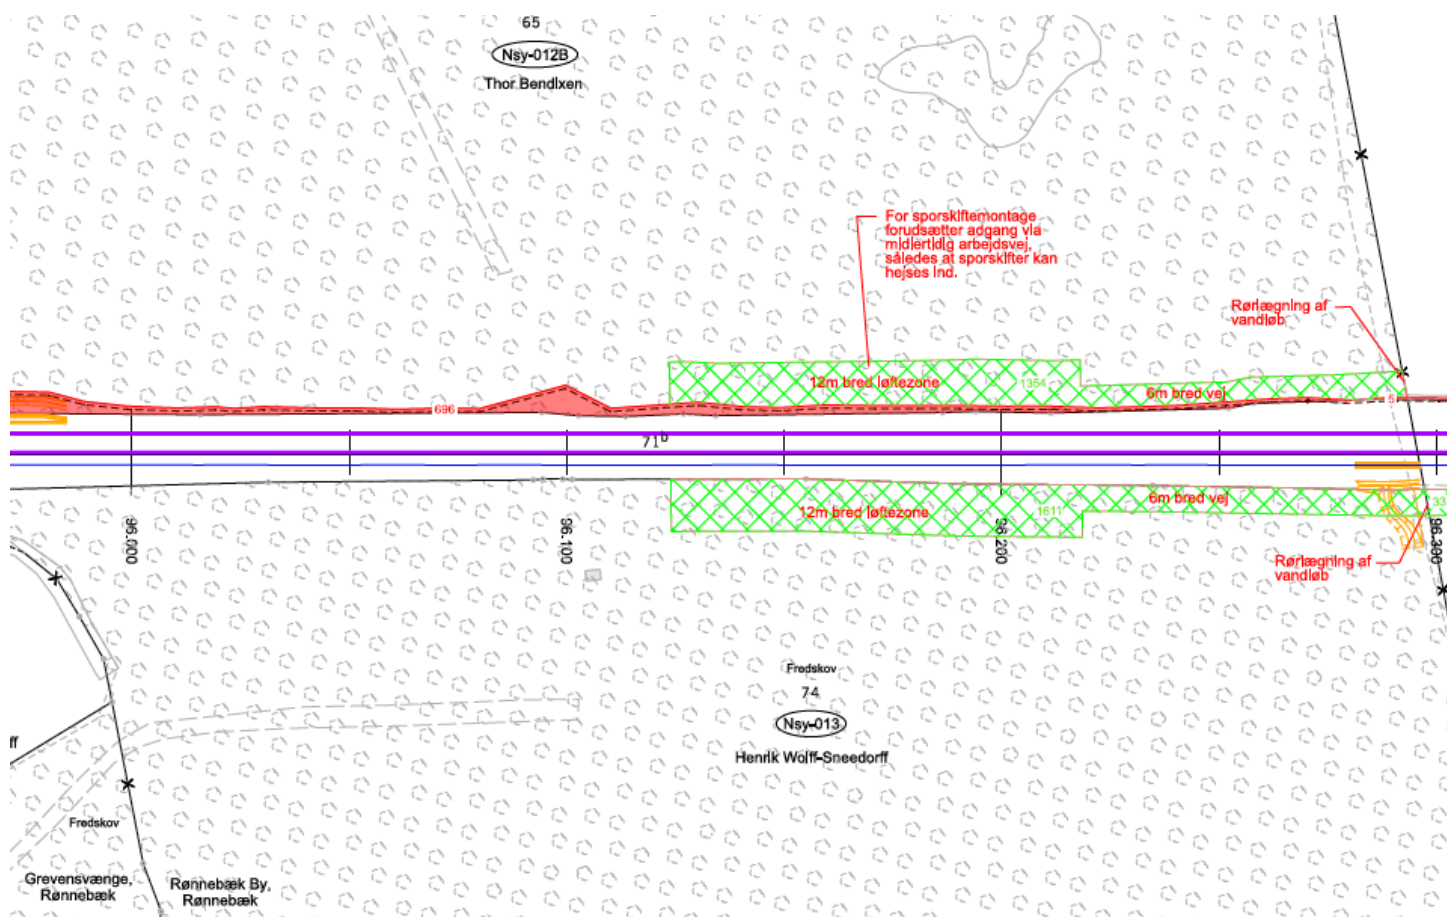 65
Nsy-012B
Thor Bendixen
For sporskiftemontage
forudsætter adgang via
midlertidig arbejdsvej,
således at sporskifter kan
hejses ind.
Rørlægning af
vandløb
12m bred løftezone
1354
6m bred vej
696
5
71b
12m bred løftezone
1611
6m bred vej
33
96.000
96.100
96.200
96.300
Rørlægning af
vandløb
Fredskov
74
Nsy-013
Henrik Wolff-Sneedorff
ff
Fredskov
Grevensvænge,
Rønnebæk
Rønnebæk By,
Rønnebæk